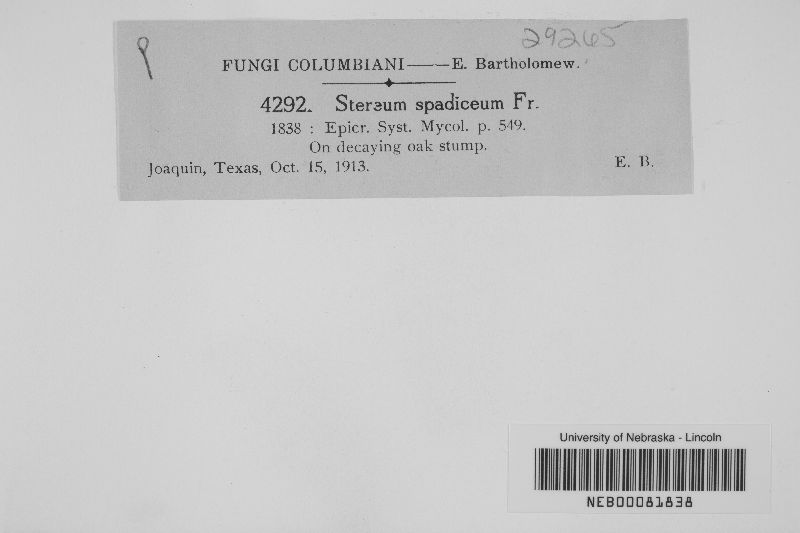 29265
FUNGI COLUMBIANI—E. Bartholomew.
4292. Stereum spadiceum Fr.
1838 : Epicr. Syst. Mycol. p. 549.
On decaying oak stump.
Joaquin, Texas, Oct. 15, 1913. E. B.
University of Nebraska - Lincoln
NEB00081838